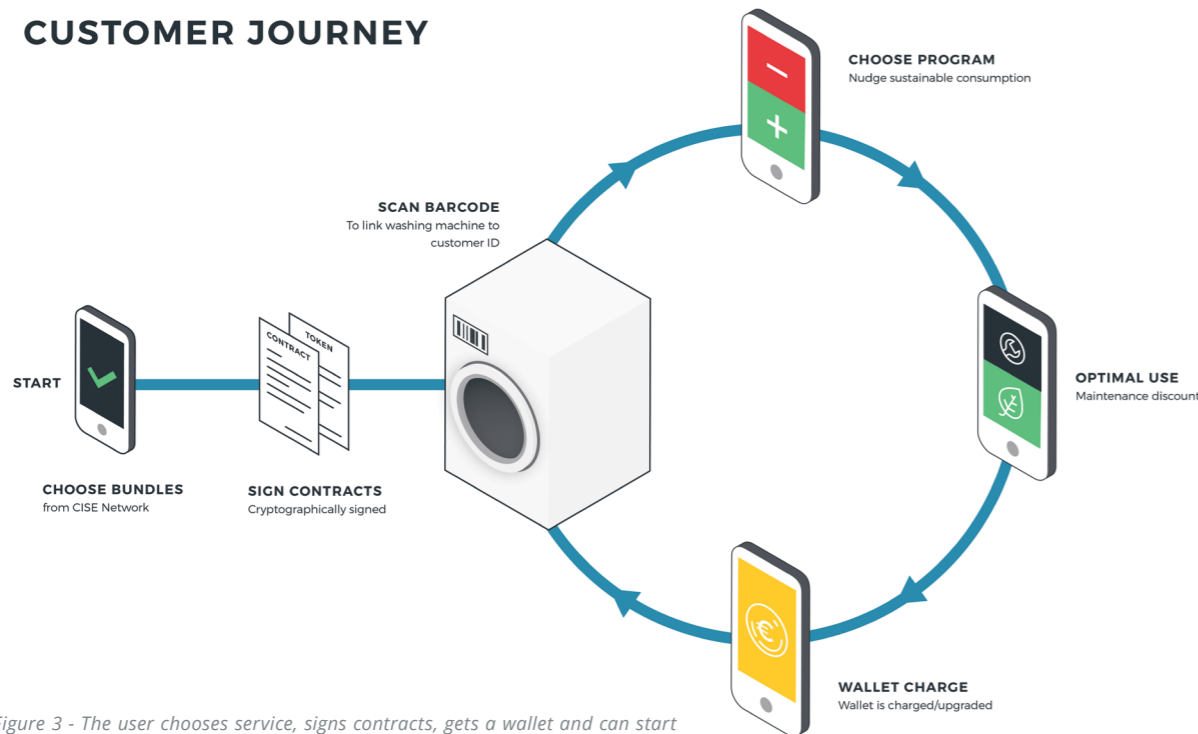 CUSTOMER JOURNEY
CHOOSE PROGRAM
Nudge sustainable consumption
SCAN BARCODE
To link washing machine to
customer ID
START
CONTRACT
TOKEN
OPTIMAL USE
Maintenance discount
CHOOSE BUNDLES
from CISE Network
SIGN CONTRACTS
Cryptographically signed
WALLET CHARGE
Wallet is charged/upgraded
Figure 3 - The user chooses service, signs contracts, gets a wallet and can start